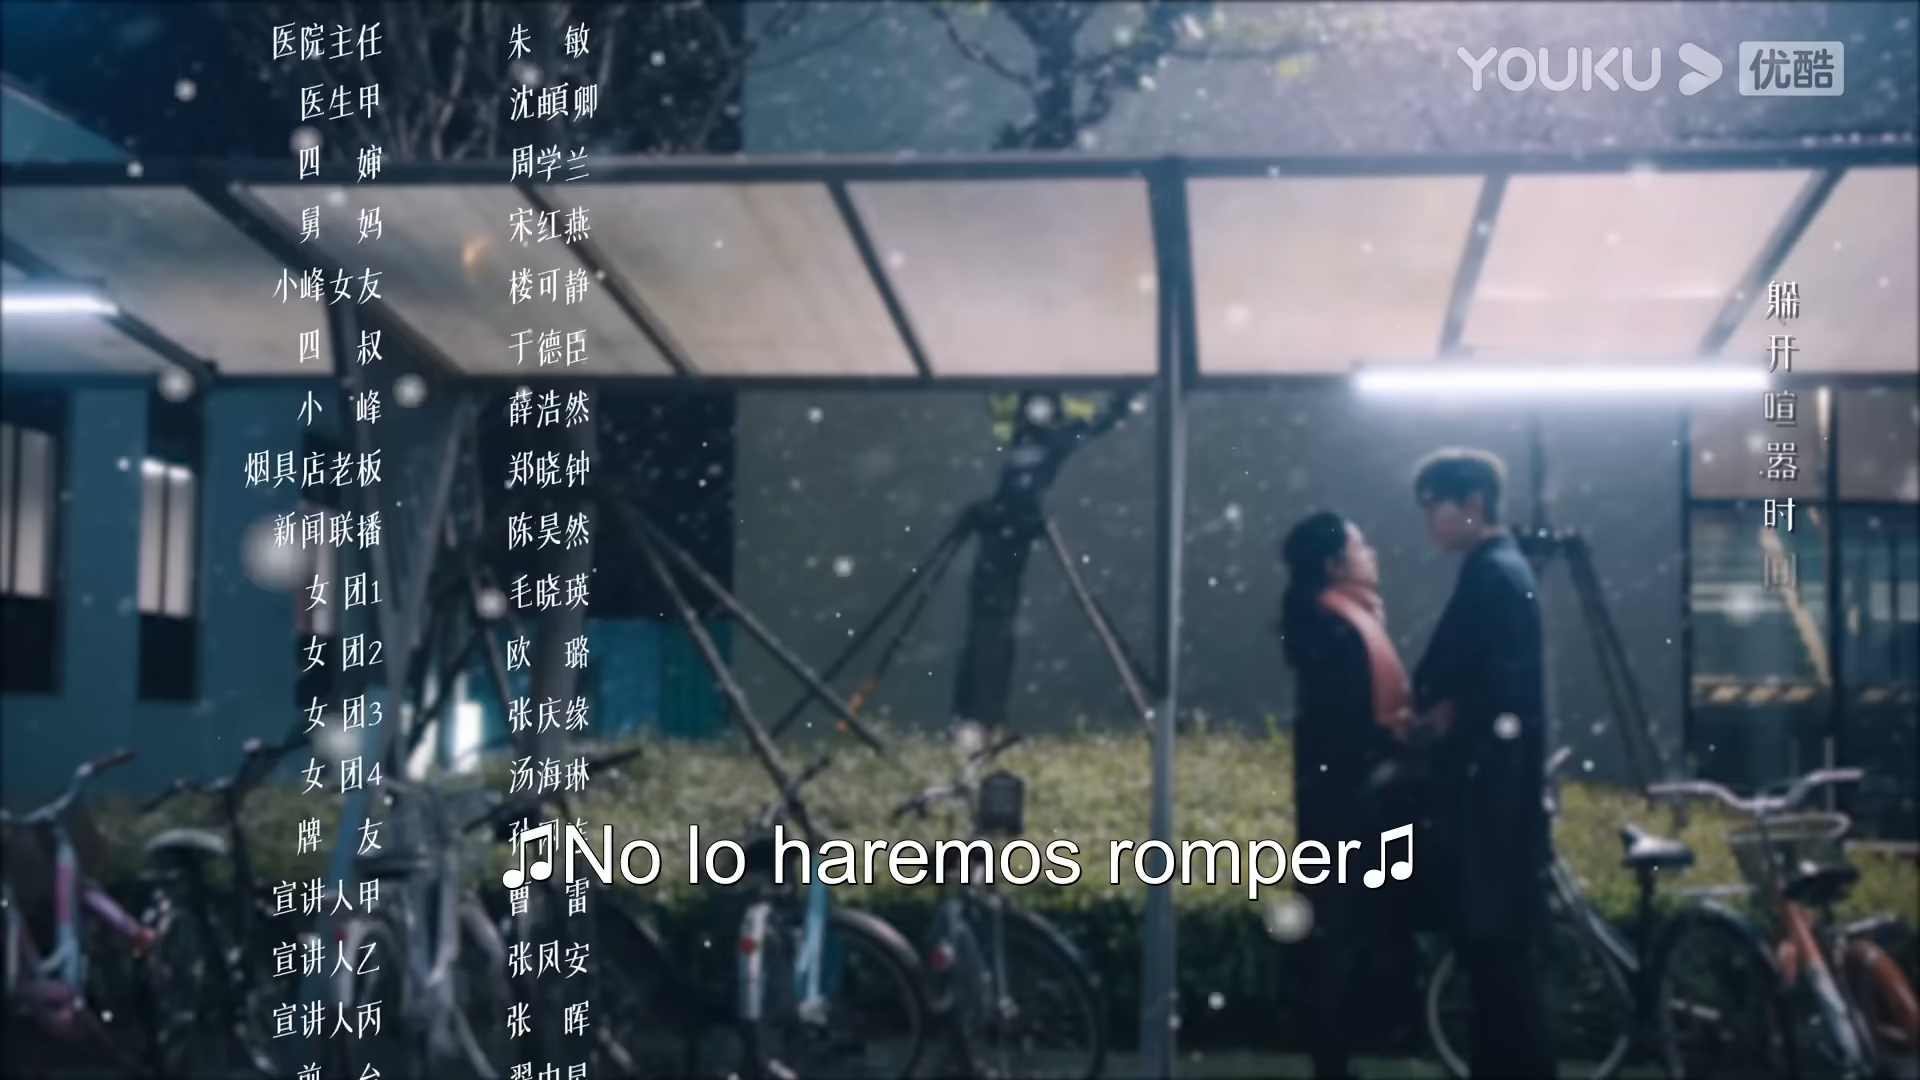 医院主任 朱 敏
YOUKU 优酷
医生甲 沈䪹卿
四 婶 周学兰
舅 妈 宋红燕
小峰女友 楼可静
四 叔 于德臣
小 峰 薛浩然
烟具店老板 郑晓钟
新闻联播 陈昊然
女 团1 毛晓瑛
女 团2 欧 璐
女 团3 张庆缘
女 团4 汤海琳
牌 友
宣讲人甲 曹 雷
宣讲人乙 张凤安
宣讲人丙 张 晖
躲开喧嚣时间
♫No lo haremos romper♫